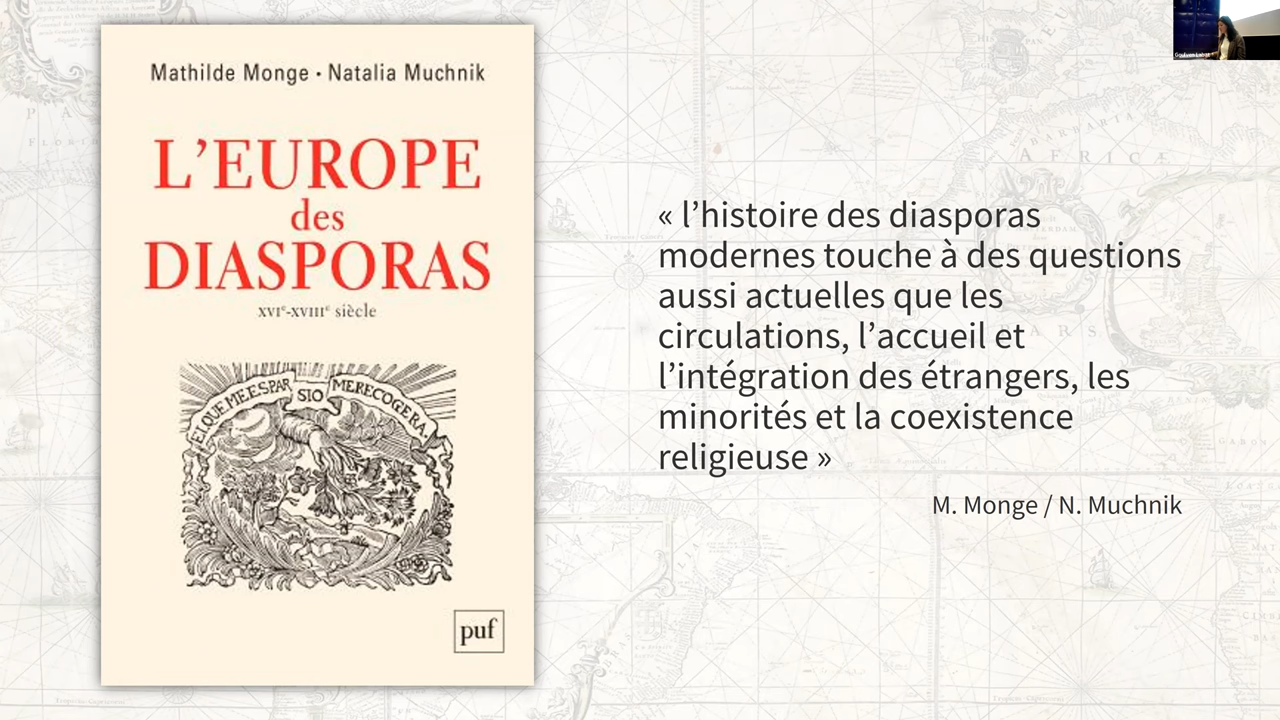 Mathilde Monge • Natalia Muchnik
L'EUROPE
des
DIASPORAS
XVIe-XVIIIe siècle
EL QUE ME ESPAR
SIO
ME RECOGERA
puf
« l'histoire des diasporas
modernes touche à des questions
aussi actuelles que les
circulations, l'accueil et
l'intégration des étrangers, les
minorités et la coexistence
religieuse »
M. Monge / N. Muchnik
BARBARIA
AFRICÆ